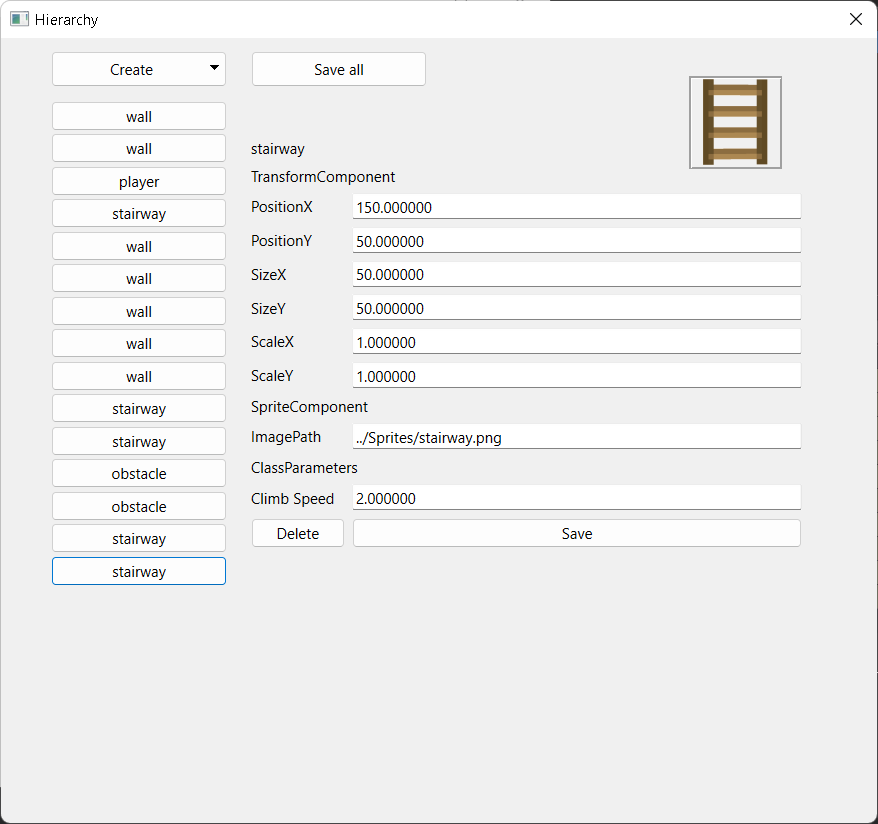 Hierarchy
Create
Save all
wall
wall
player
stairway
wall
wall
wall
wall
wall
stairway
stairway
obstacle
obstacle
stairway
stairway
stairway
TransformComponent
PositionX 150.000000
PositionY 50.000000
SizeX 50.000000
SizeY 50.000000
ScaleX 1.000000
ScaleY 1.000000
SpriteComponent
ImagePath ../Sprites/stairway.png
ClassParameters
Climb Speed 2.000000
Delete
Save